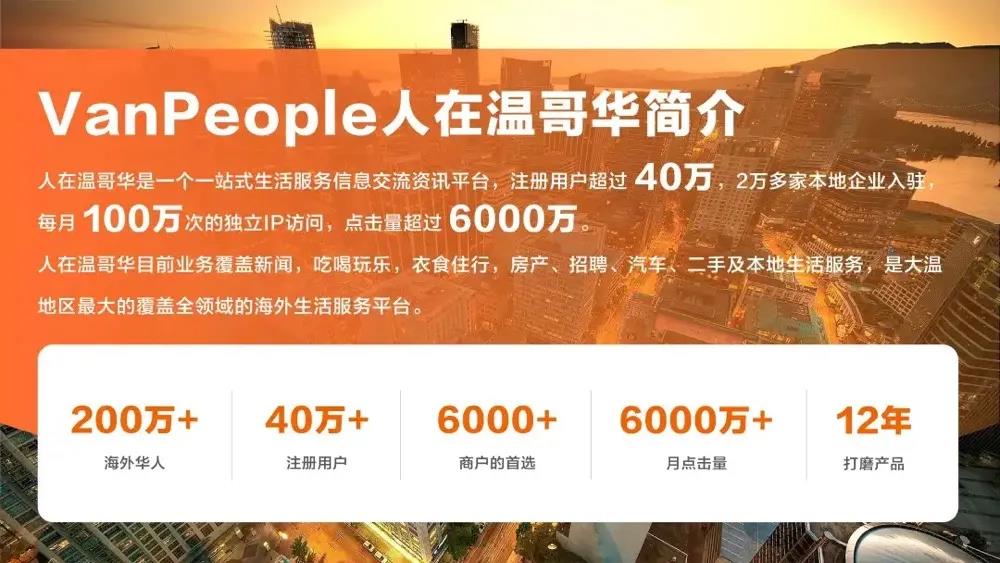 VanPeople人在温哥华简介
人在温哥华是一个一站式生活服务信息交流资讯平台，注册用户超过 40万，2万多家本地企业入驻，
每月 100万次的独立IP访问，点击量超过 6000万。
人在温哥华目前业务覆盖新闻，吃喝玩乐，衣食住行，房产、招聘、汽车、二手及本地生活服务，是大温
地区最大的覆盖全领域的海外生活服务平台。
200万+ 40万+ 6000+ 6000万+ 12年
海外华人 注册用户 商户的首选 月点击量 打磨产品